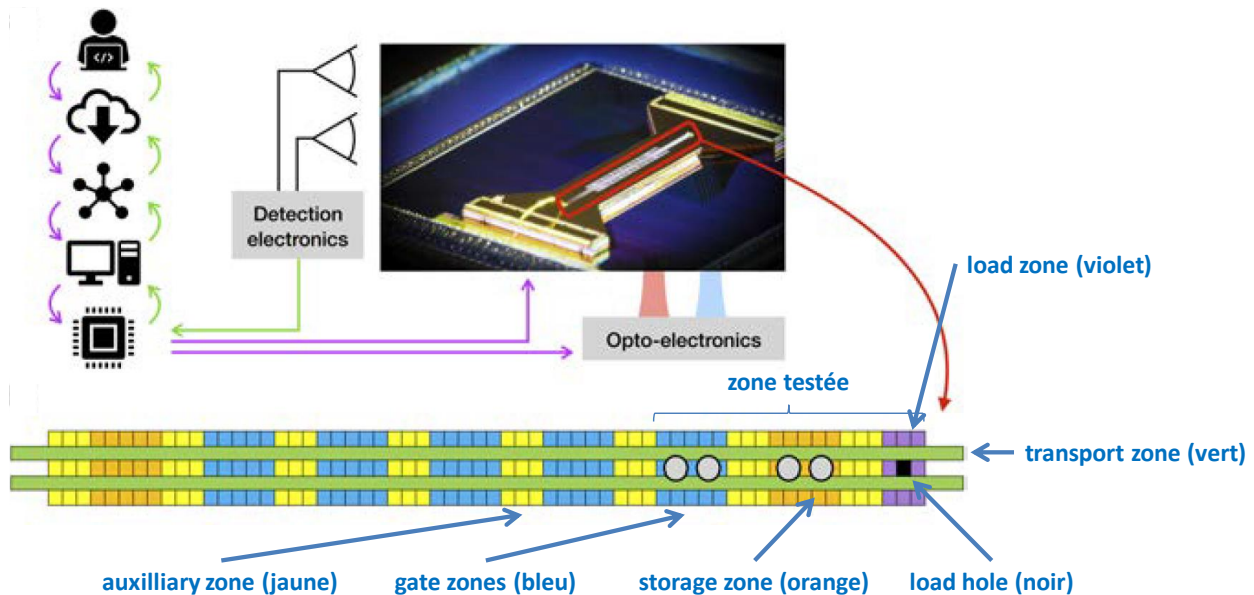 </>
Detection
electronics
Opto-electronics
load zone (violet)
zone testée
transport zone (vert)
auxilliary zone (jaune)
gate zones (bleu)
storage zone (orange)
load hole (noir)